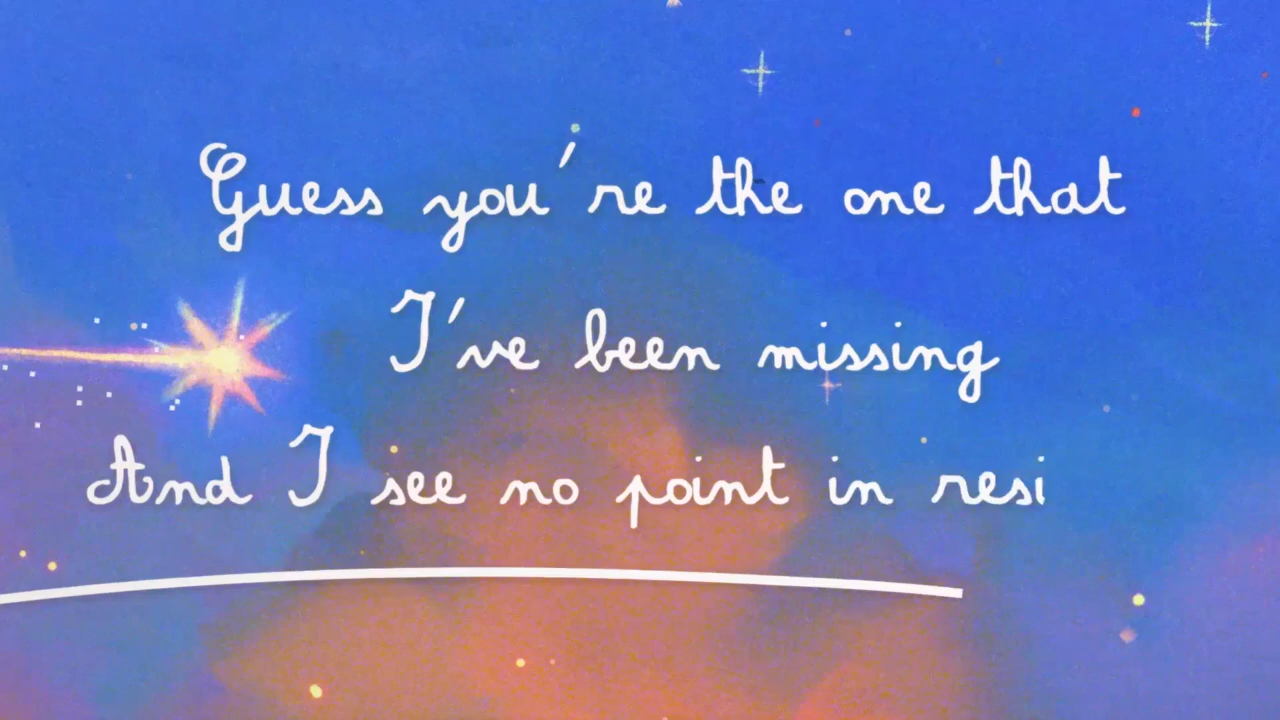 Guess you're the one that
I've been missing
And I see no point in resi